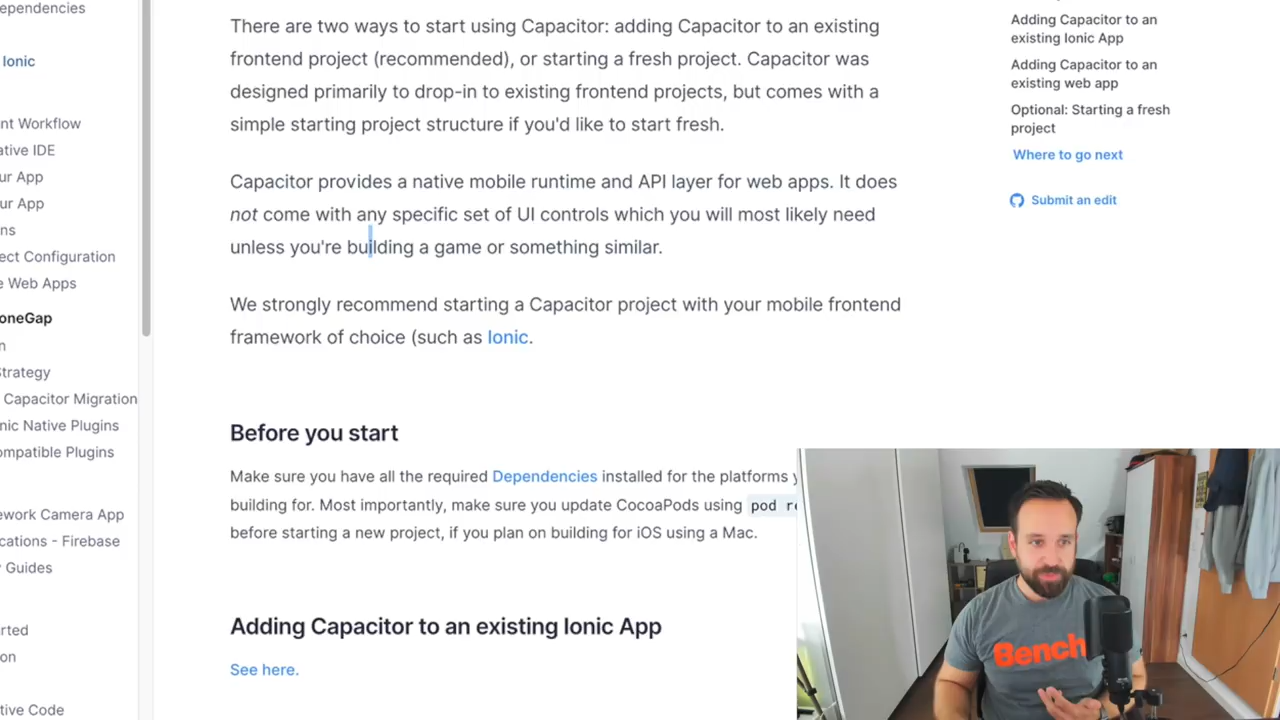 ependencies
Ionic
nt Workflow
ative IDE
ur App
ur App
ns
ect Configuration
e Web Apps
oneGap
n
Strategy
Capacitor Migration
nic Native Plugins
ompatible Plugins
ework Camera App
cations - Firebase
y Guides
rted
on
tive Code
There are two ways to start using Capacitor: adding Capacitor to an existing
frontend project (recommended), or starting a fresh project. Capacitor was
designed primarily to drop-in to existing frontend projects, but comes with a
simple starting project structure if you'd like to start fresh.
Capacitor provides a native mobile runtime and API layer for web apps. It does
not come with any specific set of UI controls which you will most likely need
unless you're building a game or something similar.
We strongly recommend starting a Capacitor project with your mobile frontend
framework of choice (such as Ionic.
Before you start
Make sure you have all the required Dependencies installed for the platforms y
building for. Most importantly, make sure you update CocoaPods using pod re
before starting a new project, if you plan on building for iOS using a Mac.
Adding Capacitor to an existing Ionic App
See here.
Adding Capacitor to an
existing Ionic App
Adding Capacitor to an
existing web app
Optional: Starting a fresh
project
Where to go next
Submit an edit
Bench